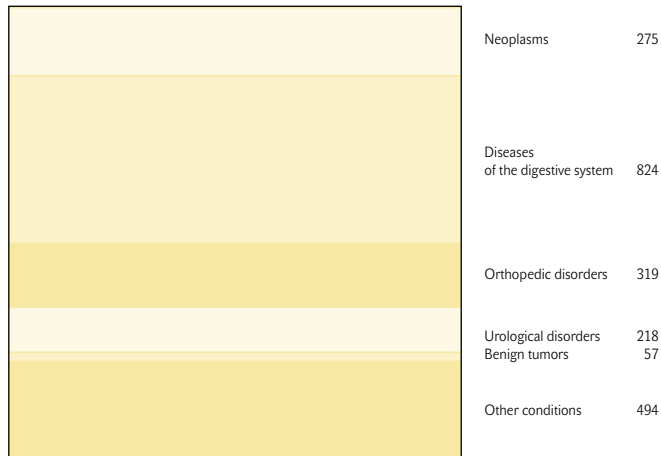 Neoplasms 275
Diseases
of the digestive system 824
Orthopedic disorders 319
Urological disorders 218
Benign tumors 57
Other conditions 494